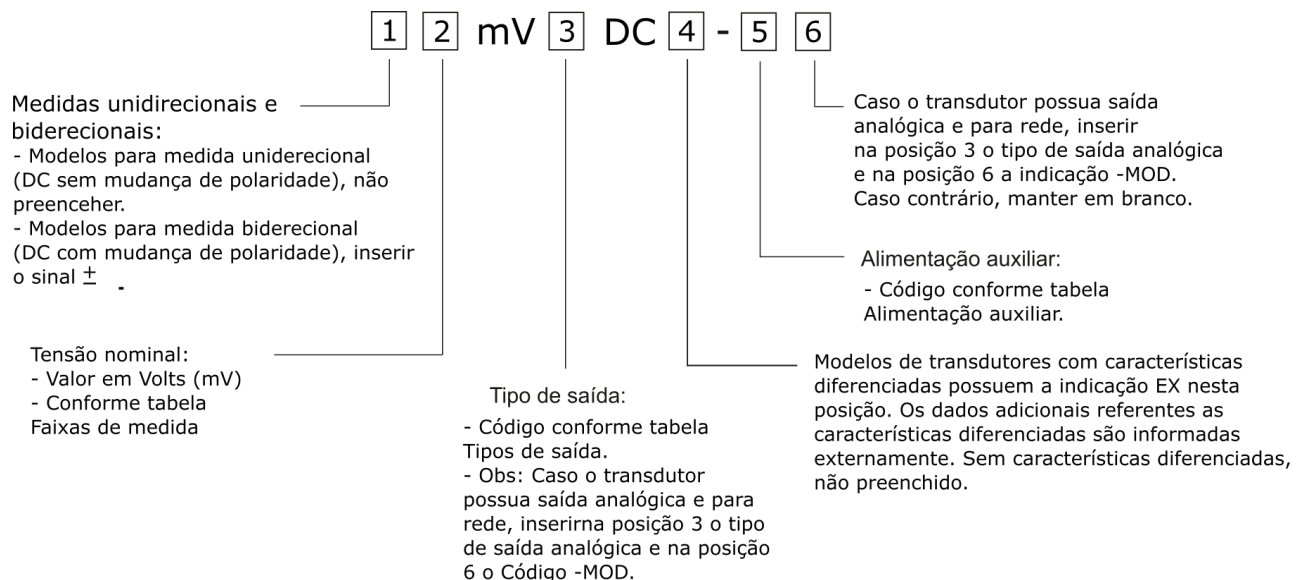 1 2 mV 3 DC 4 - 5 6
Medidas unidirecionais e
biderecionais:
- Modelos para medida uniderecional
(DC sem mudança de polaridade), não
preenceher.
- Modelos para medida biderecional
(DC com mudança de polaridade), inserir
o sinal ± -
Tensão nominal:
- Valor em Volts (mV)
- Conforme tabela
Faixas de medida
Tipo de saída:
- Código conforme tabela
Tipos de saída.
- Obs: Caso o transdutor
possua saída analógica e para
rede, inserirna posição 3 o tipo
de saída analógica e na posição
6 o Código -MOD.
Caso o transdutor possua saída
analógica e para rede, inserir
na posição 3 o tipo de saída analógica
e na posição 6 a indicação -MOD.
Caso contrário, manter em branco.
Alimentação auxiliar:
- Código conforme tabela
Alimentação auxiliar.
Modelos de transdutores com características
diferenciadas possuem a indicação EX nesta
posição. Os dados adicionais referentes as
características diferenciadas são informadas
externamente. Sem características diferenciadas,
não preenchido.